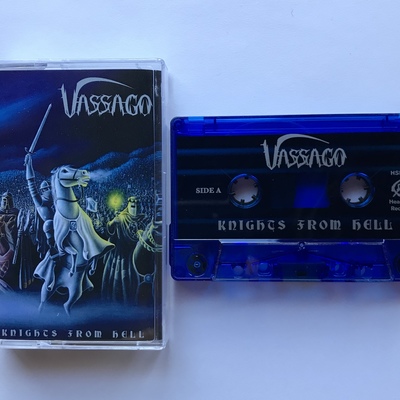 VASSAGO
KNIGHTS FROM HELL
VASSAGO
SIDE A
KNIGHTS FROM HELL